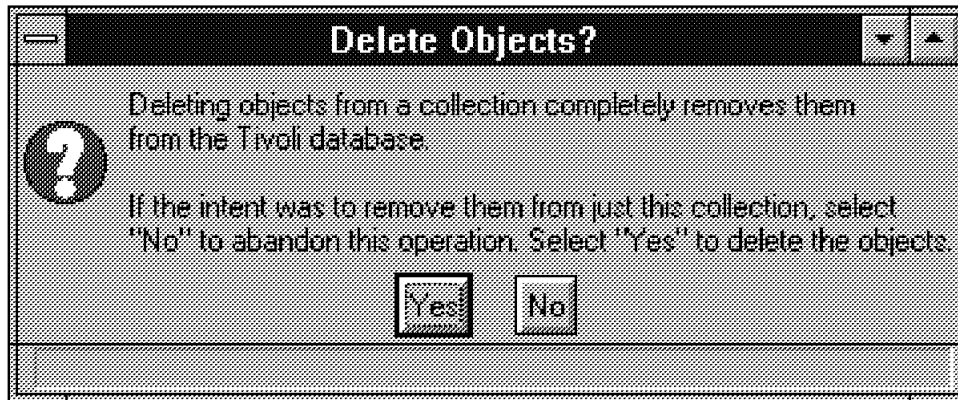 Delete Objects?
Deleting objects from a collection completely removes them
from the Tivoli database.
If the intent was to remove them from just this collection, select
"No" to abandon this operation. Select "Yes" to delete the objects.
Yes No